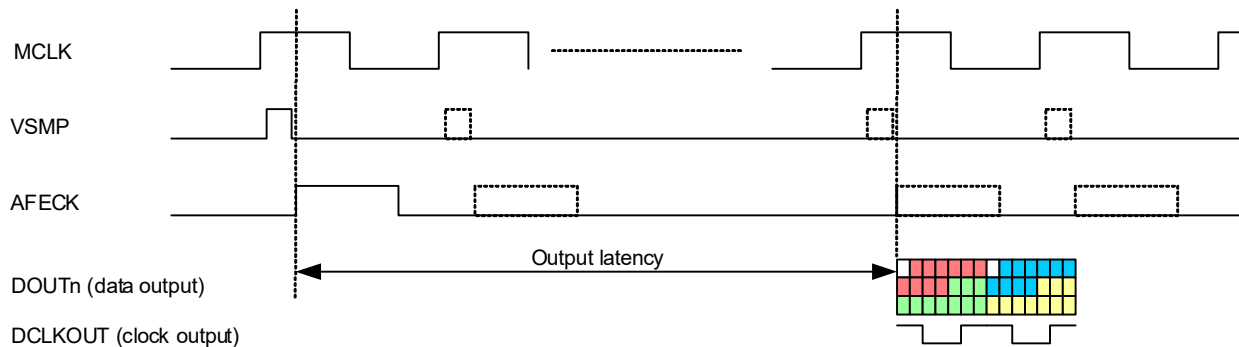 MCLK
VSMP
AFECK
Output latency
DOUTn (data output)
DCLKOUT (clock output)